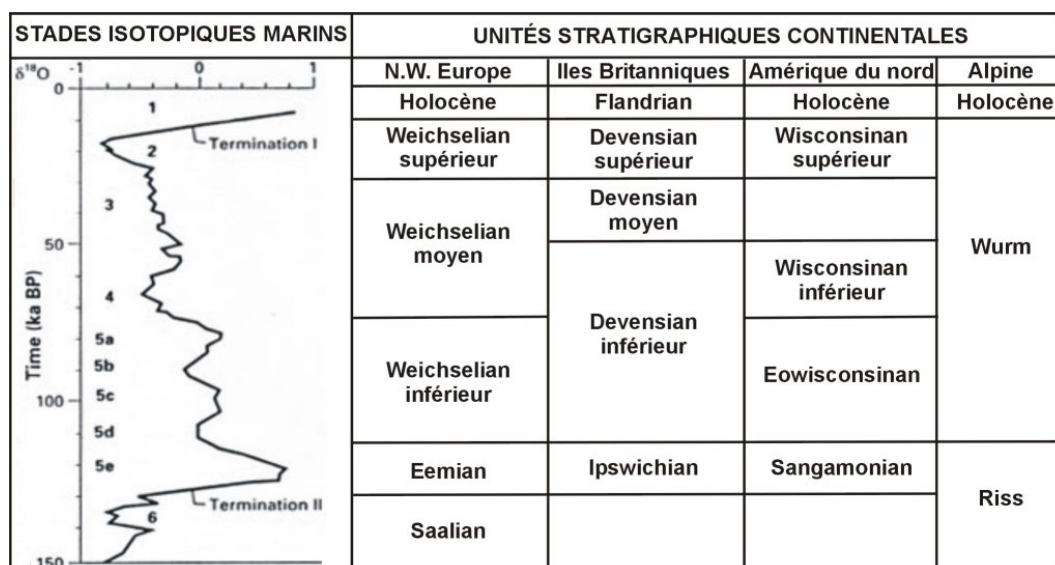 STADES ISOTOPIQUES MARINS
UNITÉS STRATIGRAPHIQUES CONTINENTALES
δ18O
-1
0
1
N.W. Europe
Iles Britanniques
Amérique du nord
Alpine
0
1
Holocène
Flandrian
Holocène
Holocène
Termination I
2
Weichselian
supérieur
Devensian
supérieur
Wisconsinan
supérieur
3
Devensian
moyen
50
Weichselian
moyen
Wurm
4
Wisconsinan
inférieur
Time (ka BP)
5a
Devensian
inférieur
5b
Weichselian
inférieur
Eowisconsinan
5c
100
5d
5e
Eemian
Ipswichian
Sangamonian
Termination II
Riss
6
Saalian
150